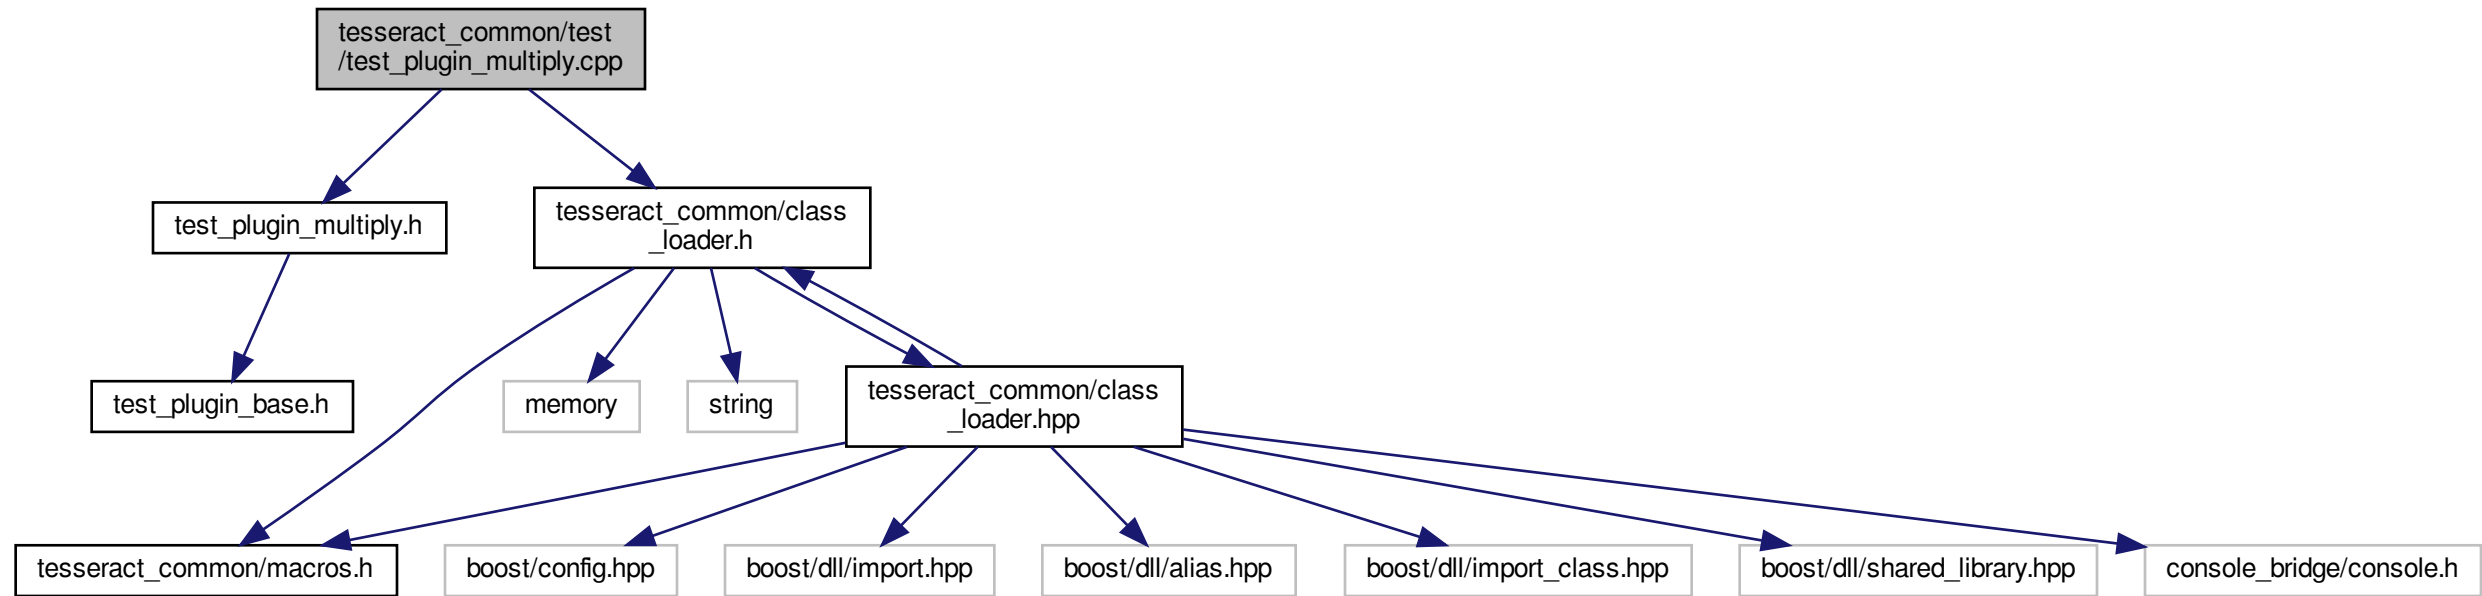 tesseract_common/test
/test_plugin_multiply.cpp
test_plugin_multiply.h
tesseract_common/class
_loader.h
test_plugin_base.h
memory
string
tesseract_common/class
_loader.hpp
tesseract_common/macros.h
boost/config.hpp
boost/dll/import.hpp
boost/dll/alias.hpp
boost/dll/import_class.hpp
boost/dll/shared_library.hpp
console_bridge/console.h